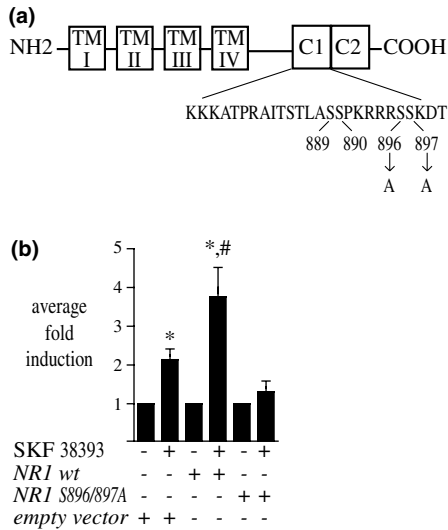 (a)
NH2 TM I TM II TM III TM IV C1 C2 COOH
KKKATPRAITSTLASSPKRRRSSKDT
889 890 896 897
A A
(b)
average fold induction
5
4
3
2
1
*
*,#
SKF 38393 - + - + - +
NR1 wt - - + + - -
NR1 S896/897A - - - - + +
empty vector + + - - - -